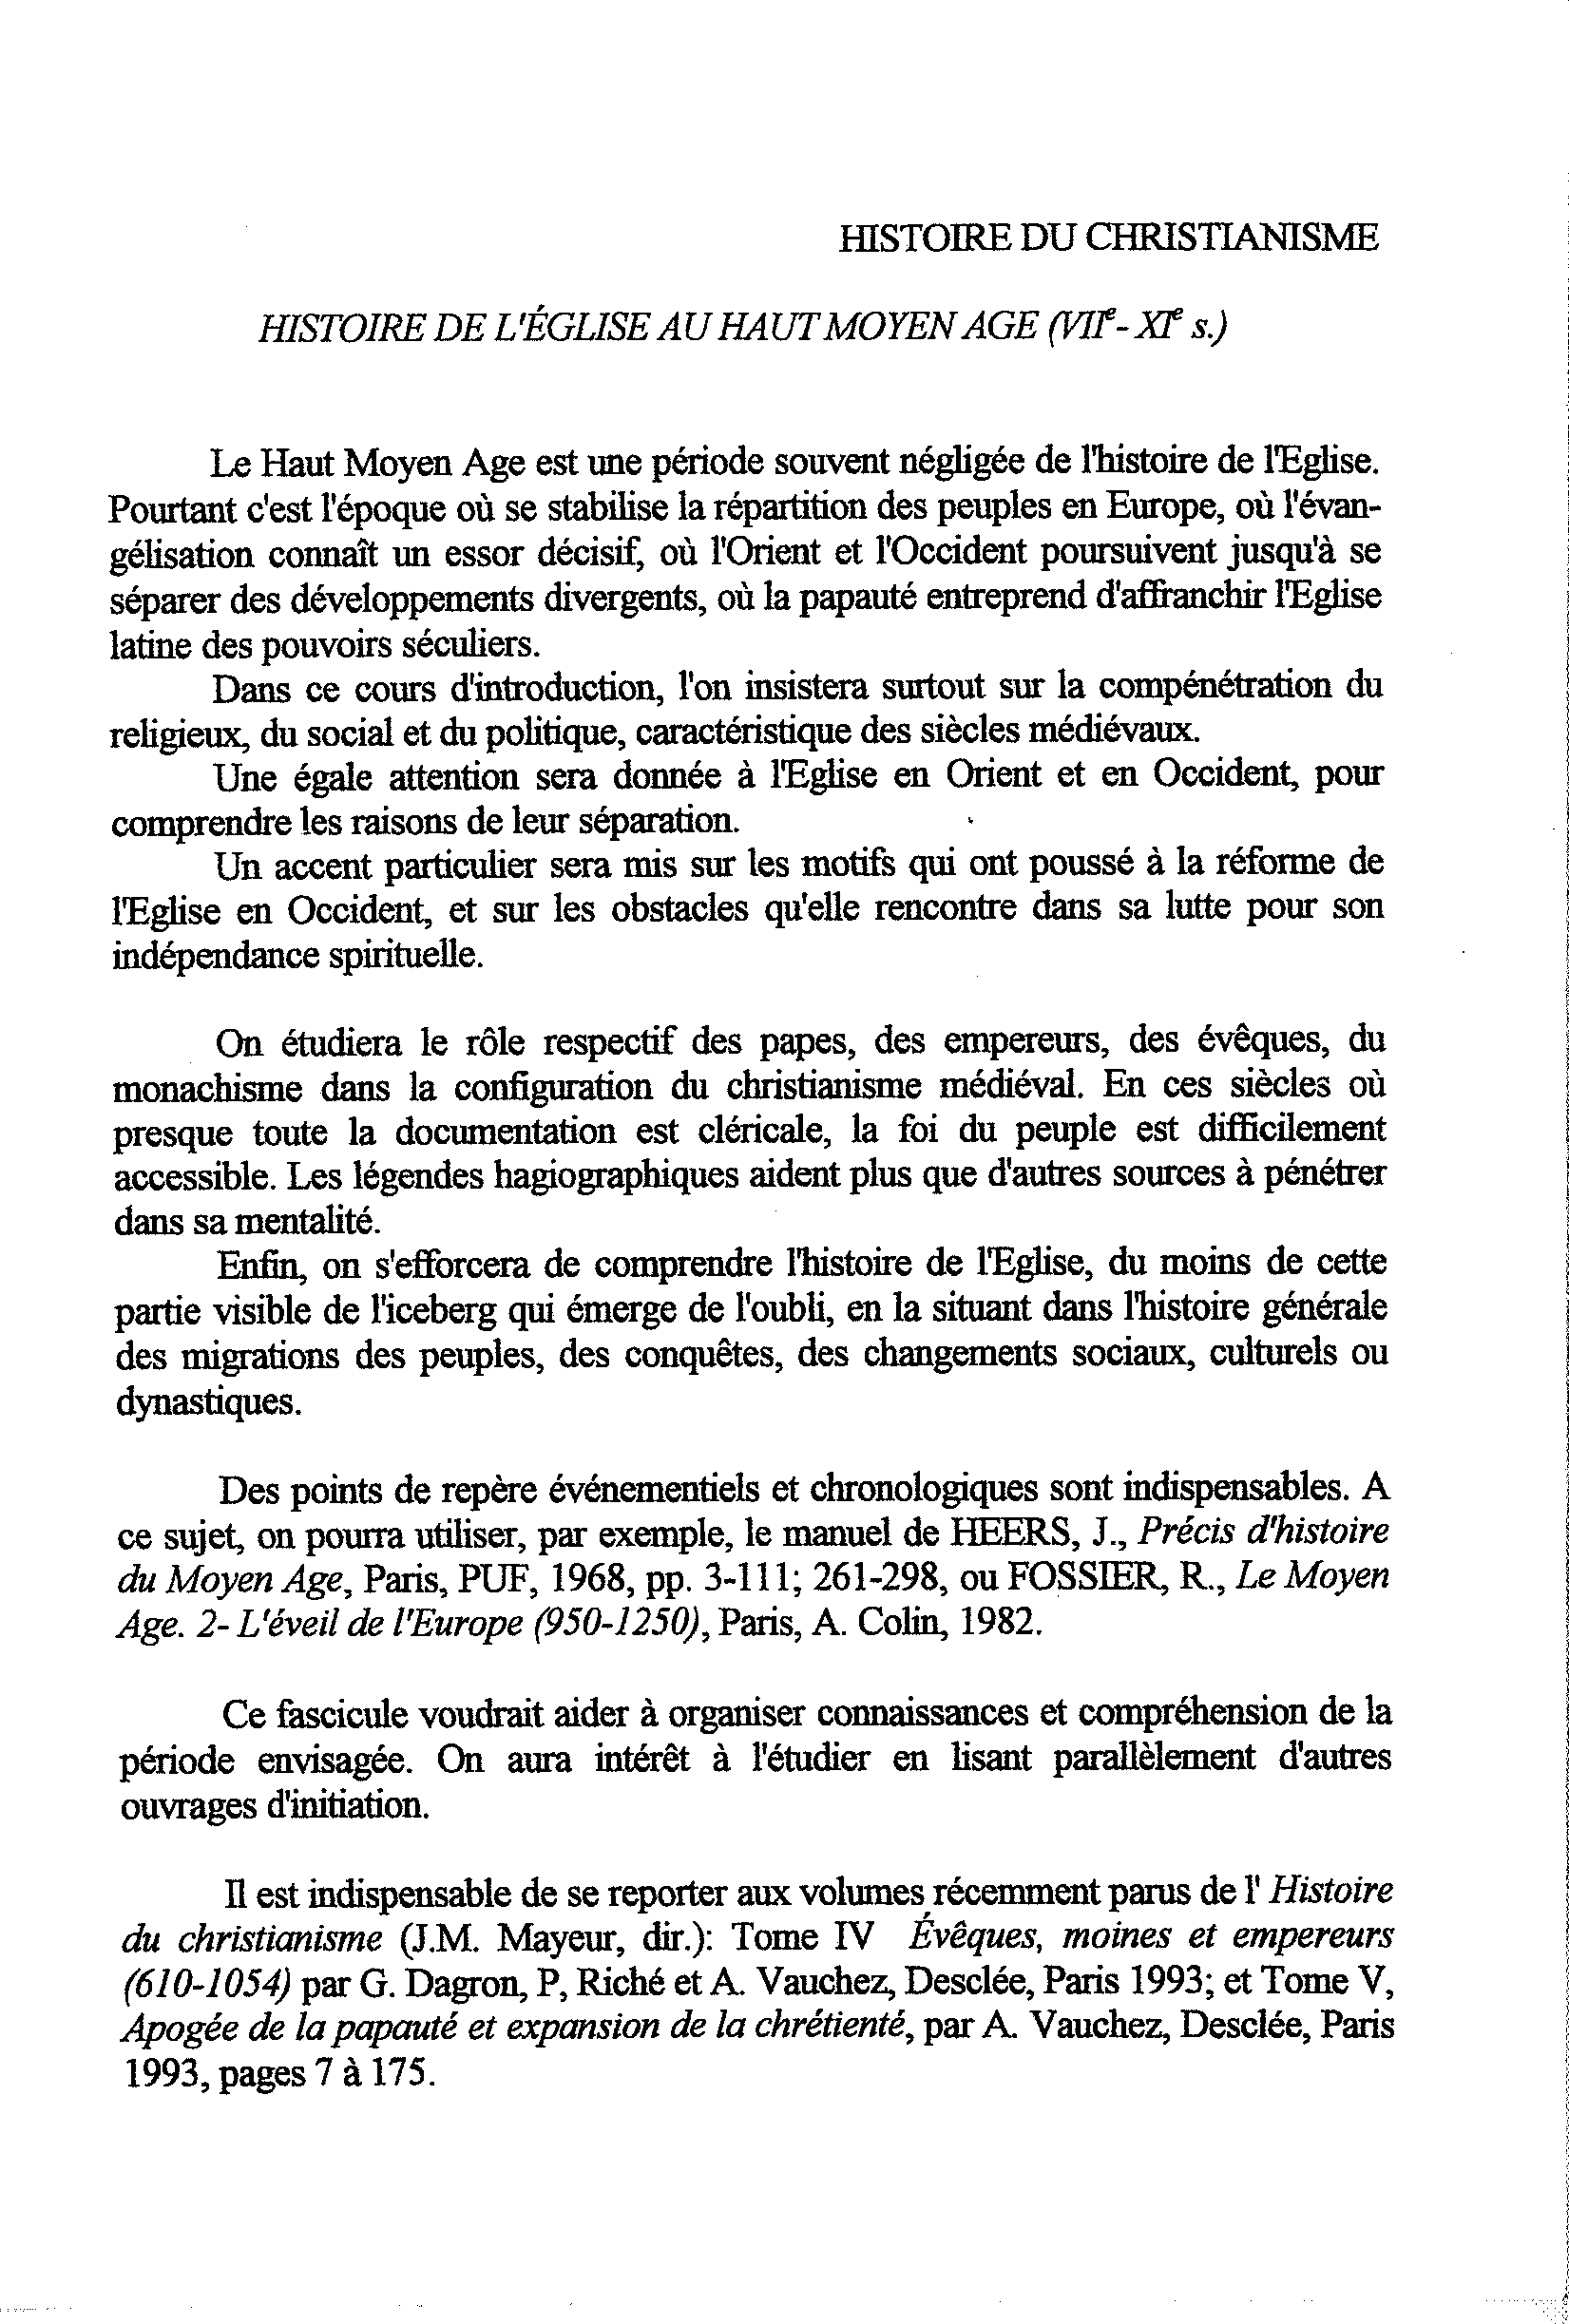 HISTOIRE DU CHRISTIANISME
HISTOIRE DE L'ÉGLISE AU HAUT MOYEN AGE (VIIe- XIe s.)
Le Haut Moyen Age est une période souvent négligée de l'histoire de l'Eglise.
Pourtant c'est l'époque où se stabilise la répartition des peuples en Europe, où l'évan-
gélisation connaît un essor décisif, où l'Orient et l'Occident poursuivent jusqu'à se
séparer des développements divergents, où la papauté entreprend d'affranchir l'Eglise
latine des pouvoirs séculiers.
Dans ce cours d'introduction, l'on insistera surtout sur la compénétration du
religieux, du social et du politique, caractéristique des siècles médiévaux.
Une égale attention sera donnée à l'Eglise en Orient et en Occident, pour
comprendre les raisons de leur séparation.
Un accent particulier sera mis sur les motifs qui ont poussé à la réforme de
l'Eglise en Occident, et sur les obstacles qu'elle rencontre dans sa lutte pour son
indépendance spirituelle.
On étudiera le rôle respectif des papes, des empereurs, des évêques, du
monachisme dans la configuration du christianisme médiéval. En ces siècles où
presque toute la documentation est cléricale, la foi du peuple est difficilement
accessible. Les légendes hagiographiques aident plus que d'autres sources à pénétrer
dans sa mentalité.
Enfin, on s'efforcera de comprendre l'histoire de l'Eglise, du moins de cette
partie visible de l'iceberg qui émerge de l'oubli, en la situant dans l'histoire générale
des migrations des peuples, des conquêtes, des changements sociaux, culturels ou
dynastiques.
Des points de repère événementiels et chronologiques sont indispensables. A
ce sujet, on pourra utiliser, par exemple, le manuel de HEERS, J., Précis d'histoire
du Moyen Age, Paris, PUF, 1968, pp. 3-111; 261-298, ou FOSSIER, R., Le Moyen
Age. 2- L'éveil de l'Europe (950-1250), Paris, A. Colin, 1982.
Ce fascicule voudrait aider à organiser connaissances et compréhension de la
période envisagée. On aura intérêt à l'étudier en lisant parallèlement d'autres
ouvrages d'initiation.
Il est indispensable de se reporter aux volumes récemment parus de l' Histoire
du christianisme (J.M. Mayeur, dir.): Tome IV Évêques, moines et empereurs
(610-1054) par G. Dagron, P, Riché et A. Vauchez, Desclée, Paris 1993; et Tome V,
Apogée de la papauté et expansion de la chrétienté, par A. Vauchez, Desclée, Paris
1993, pages 7 à 175.